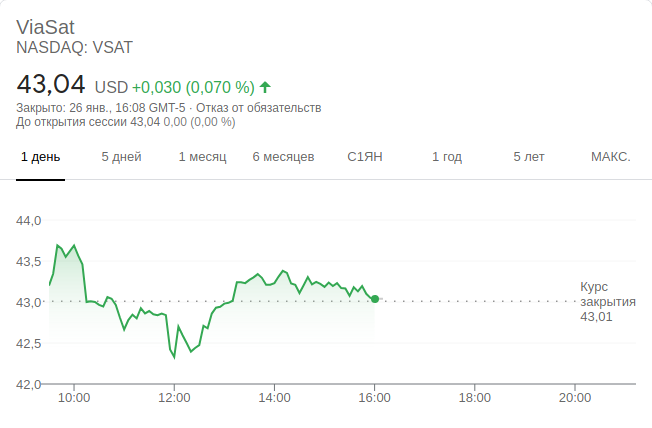 ViaSat
NASDAQ: VSAT
43,04 USD +0,030 (0,070 %)
Закрыто: 26 янв., 16:08 GMT-5 · Отказ от обязательств
До открытия сессии 43,04 0,00 (0,00 %)
1 день 5 дней 1 месяц 6 месяцев С1ЯН 1 год 5 лет МАКС.
44,0
43,5
43,0
42,5
42,0
Курс
закрытия
43,01
10:00 12:00 14:00 16:00 18:00 20:00